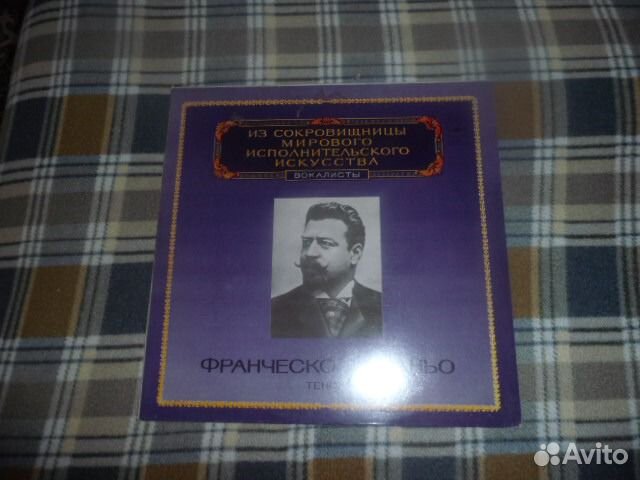 ИЗ СОКРОВИЩНИЦЫ
МИРОВОГО
ИСПОЛНИТЕЛЬСКОГО
ИСКУССТВА
ВОКАЛИСТЫ
ФРАНЧЕСКО
Avito